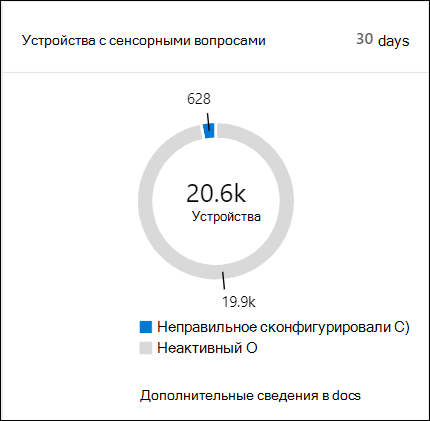 Устройства с сенсорными вопросами 30 days
628
20.6k
Устройства
19.9k
Неправильное сконфигурировали С)
Неактивный О
Дополнительные сведения в docs